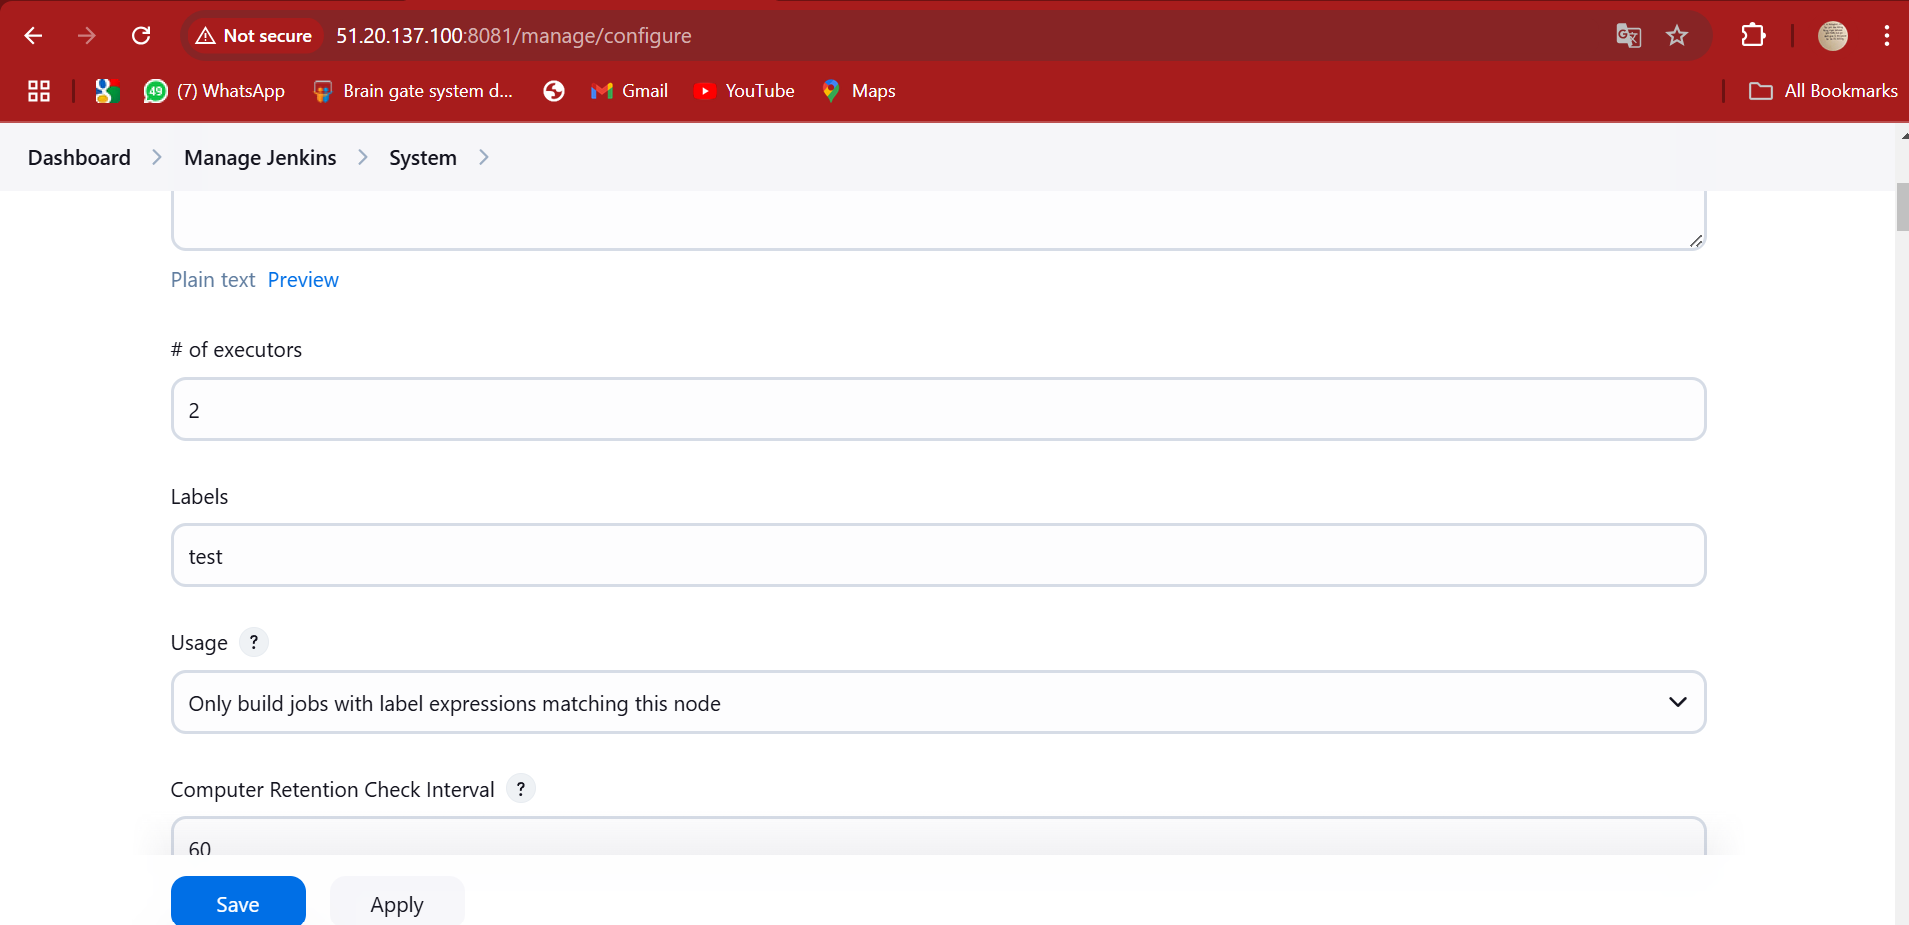 Not secure 51.20.137.100:8081/manage/configure
49 (7) WhatsApp Brain gate system d... Gmail YouTube Maps All Bookmarks
Dashboard Manage Jenkins System
Plain text Preview
# of executors
2
Labels
test
Usage ?
Only build jobs with label expressions matching this node
Computer Retention Check Interval ?
60
Save Apply